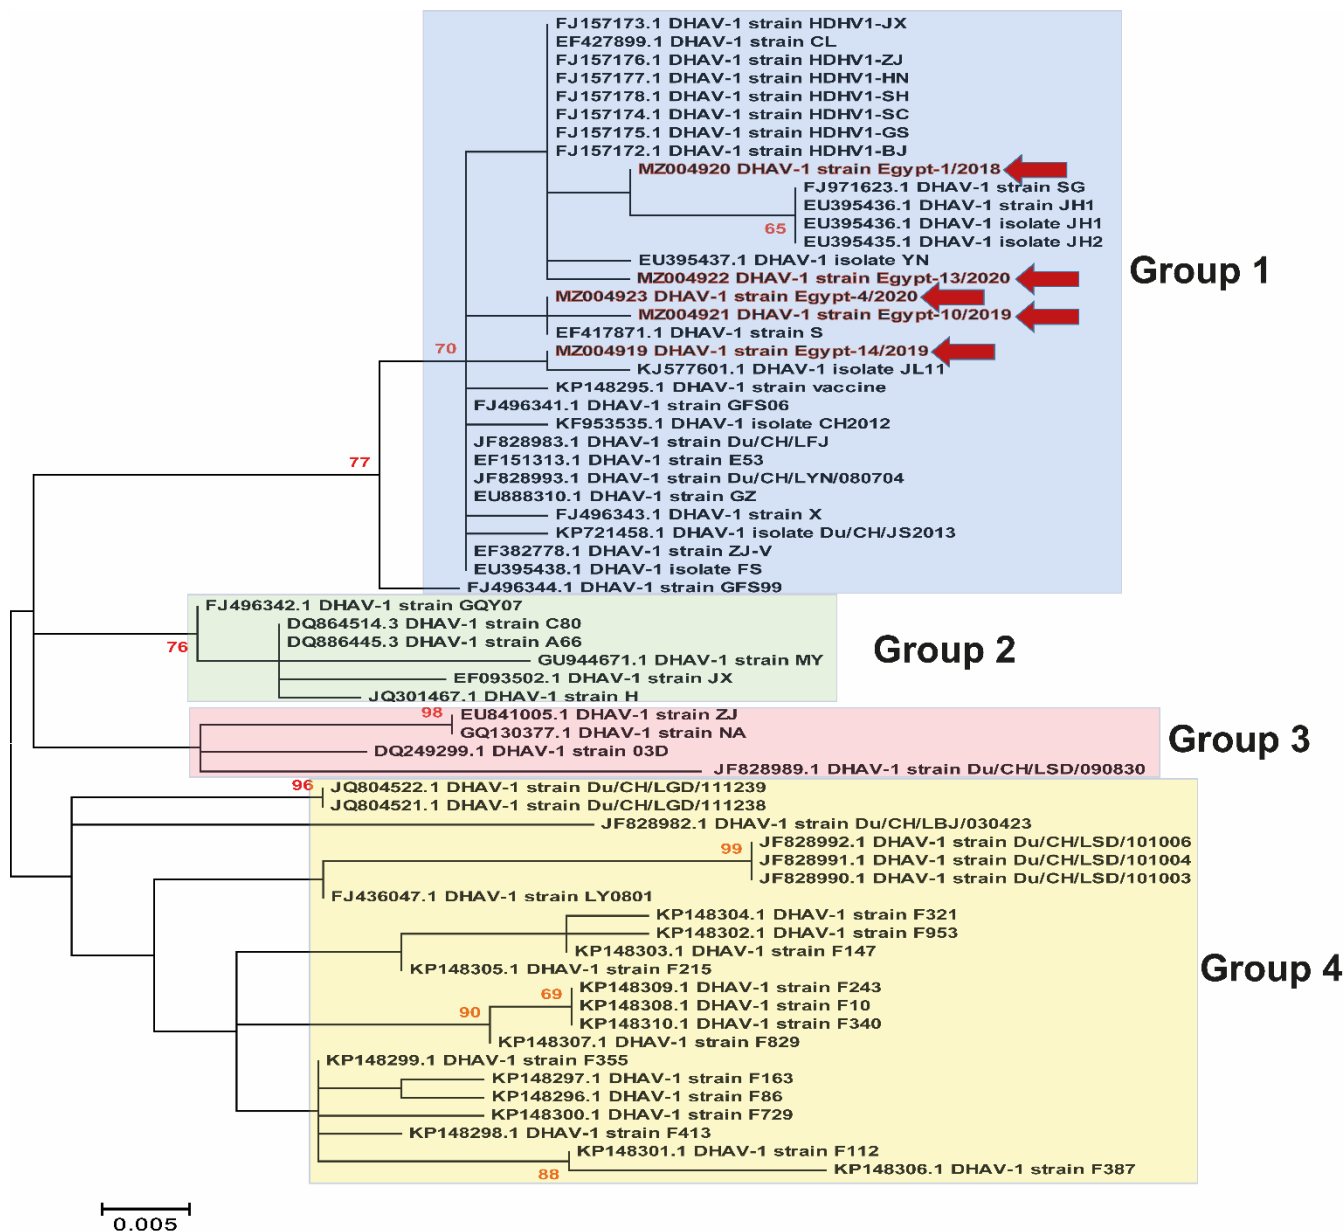 FJ157173.1 DHAV-1 strain HDHV1-JX
EF427899.1 DHAV-1 strain CL
FJ157176.1 DHAV-1 strain HDHV1-ZJ
FJ157177.1 DHAV-1 strain HDHV1-HN
FJ157178.1 DHAV-1 strain HDHV1-SH
FJ157174.1 DHAV-1 strain HDHV1-SC
FJ157175.1 DHAV-1 strain HDHV1-GS
FJ157172.1 DHAV-1 strain HDHV1-BJ
MZ004920 DHAV-1 strain Egypt-1/2018
FJ971623.1 DHAV-1 strain SG
EU395436.1 DHAV-1 strain JH1
EU395436.1 DHAV-1 isolate JH1
65
EU395435.1 DHAV-1 isolate JH2
EU395437.1 DHAV-1 isolate YN
Group 1
MZ004922 DHAV-1 strain Egypt-13/2020
MZ004923 DHAV-1 strain Egypt-4/2020
MZ004921 DHAV-1 strain Egypt-10/2019
EF417871.1 DHAV-1 strain S
70
MZ004919 DHAV-1 strain Egypt-14/2019
KJ577601.1 DHAV-1 isolate JL11
KP148295.1 DHAV-1 strain vaccine
FJ496341.1 DHAV-1 strain GFS06
KF953535.1 DHAV-1 isolate CH2012
JF828983.1 DHAV-1 strain Du/CH/LFJ
77
EF151313.1 DHAV-1 strain E53
JF828993.1 DHAV-1 strain Du/CH/LYN/080704
EU888310.1 DHAV-1 strain GZ
FJ496343.1 DHAV-1 strain X
KP721458.1 DHAV-1 isolate Du/CH/JS2013
EF382778.1 DHAV-1 strain ZJ-V
EU395438.1 DHAV-1 isolate FS
FJ496344.1 DHAV-1 strain GFS99
FJ496342.1 DHAV-1 strain GQY07
DQ864514.3 DHAV-1 strain C80
76
DQ886445.3 DHAV-1 strain A66
Group 2
GU944671.1 DHAV-1 strain MY
EF093502.1 DHAV-1 strain JX
JQ301467.1 DHAV-1 strain H
98
EU841005.1 DHAV-1 strain ZJ
GQ130377.1 DHAV-1 strain NA
Group 3
DQ249299.1 DHAV-1 strain 03D
JF828989.1 DHAV-1 strain Du/CH/LSD/090830
96
JQ804522.1 DHAV-1 strain Du/CH/LGD/111239
JQ804521.1 DHAV-1 strain Du/CH/LGD/111238
JF828982.1 DHAV-1 strain Du/CH/LBJ/030423
JF828992.1 DHAV-1 strain Du/CH/LSD/101006
99
JF828991.1 DHAV-1 strain Du/CH/LSD/101004
JF828990.1 DHAV-1 strain Du/CH/LSD/101003
FJ436047.1 DHAV-1 strain LY0801
KP148304.1 DHAV-1 strain F321
KP148302.1 DHAV-1 strain F953
KP148303.1 DHAV-1 strain F147
KP148305.1 DHAV-1 strain F215
Group 4
KP148309.1 DHAV-1 strain F243
69
KP148308.1 DHAV-1 strain F10
90
KP148310.1 DHAV-1 strain F340
KP148307.1 DHAV-1 strain F829
KP148299.1 DHAV-1 strain F355
KP148297.1 DHAV-1 strain F163
KP148296.1 DHAV-1 strain F86
KP148300.1 DHAV-1 strain F729
KP148298.1 DHAV-1 strain F413
KP148301.1 DHAV-1 strain F112
88
KP148306.1 DHAV-1 strain F387
0.005